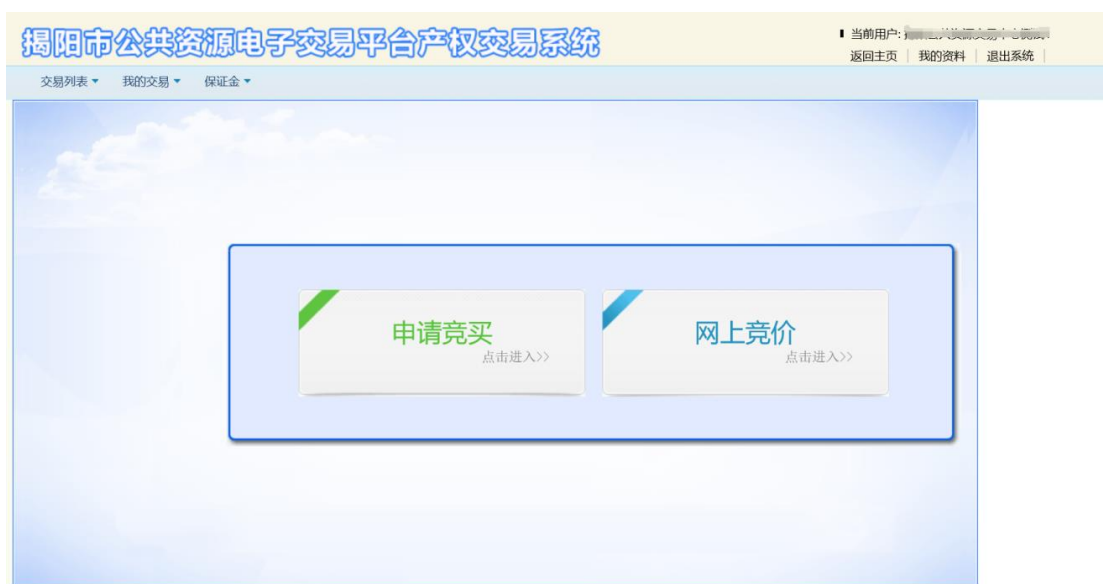 揭阳市公共资源电子交易平台产权交易系统
当前用户:
返回主页 我的资料 退出系统
交易列表 我的交易 保证金
申请竞买
点击进入>>
网上竞价
点击进入>>